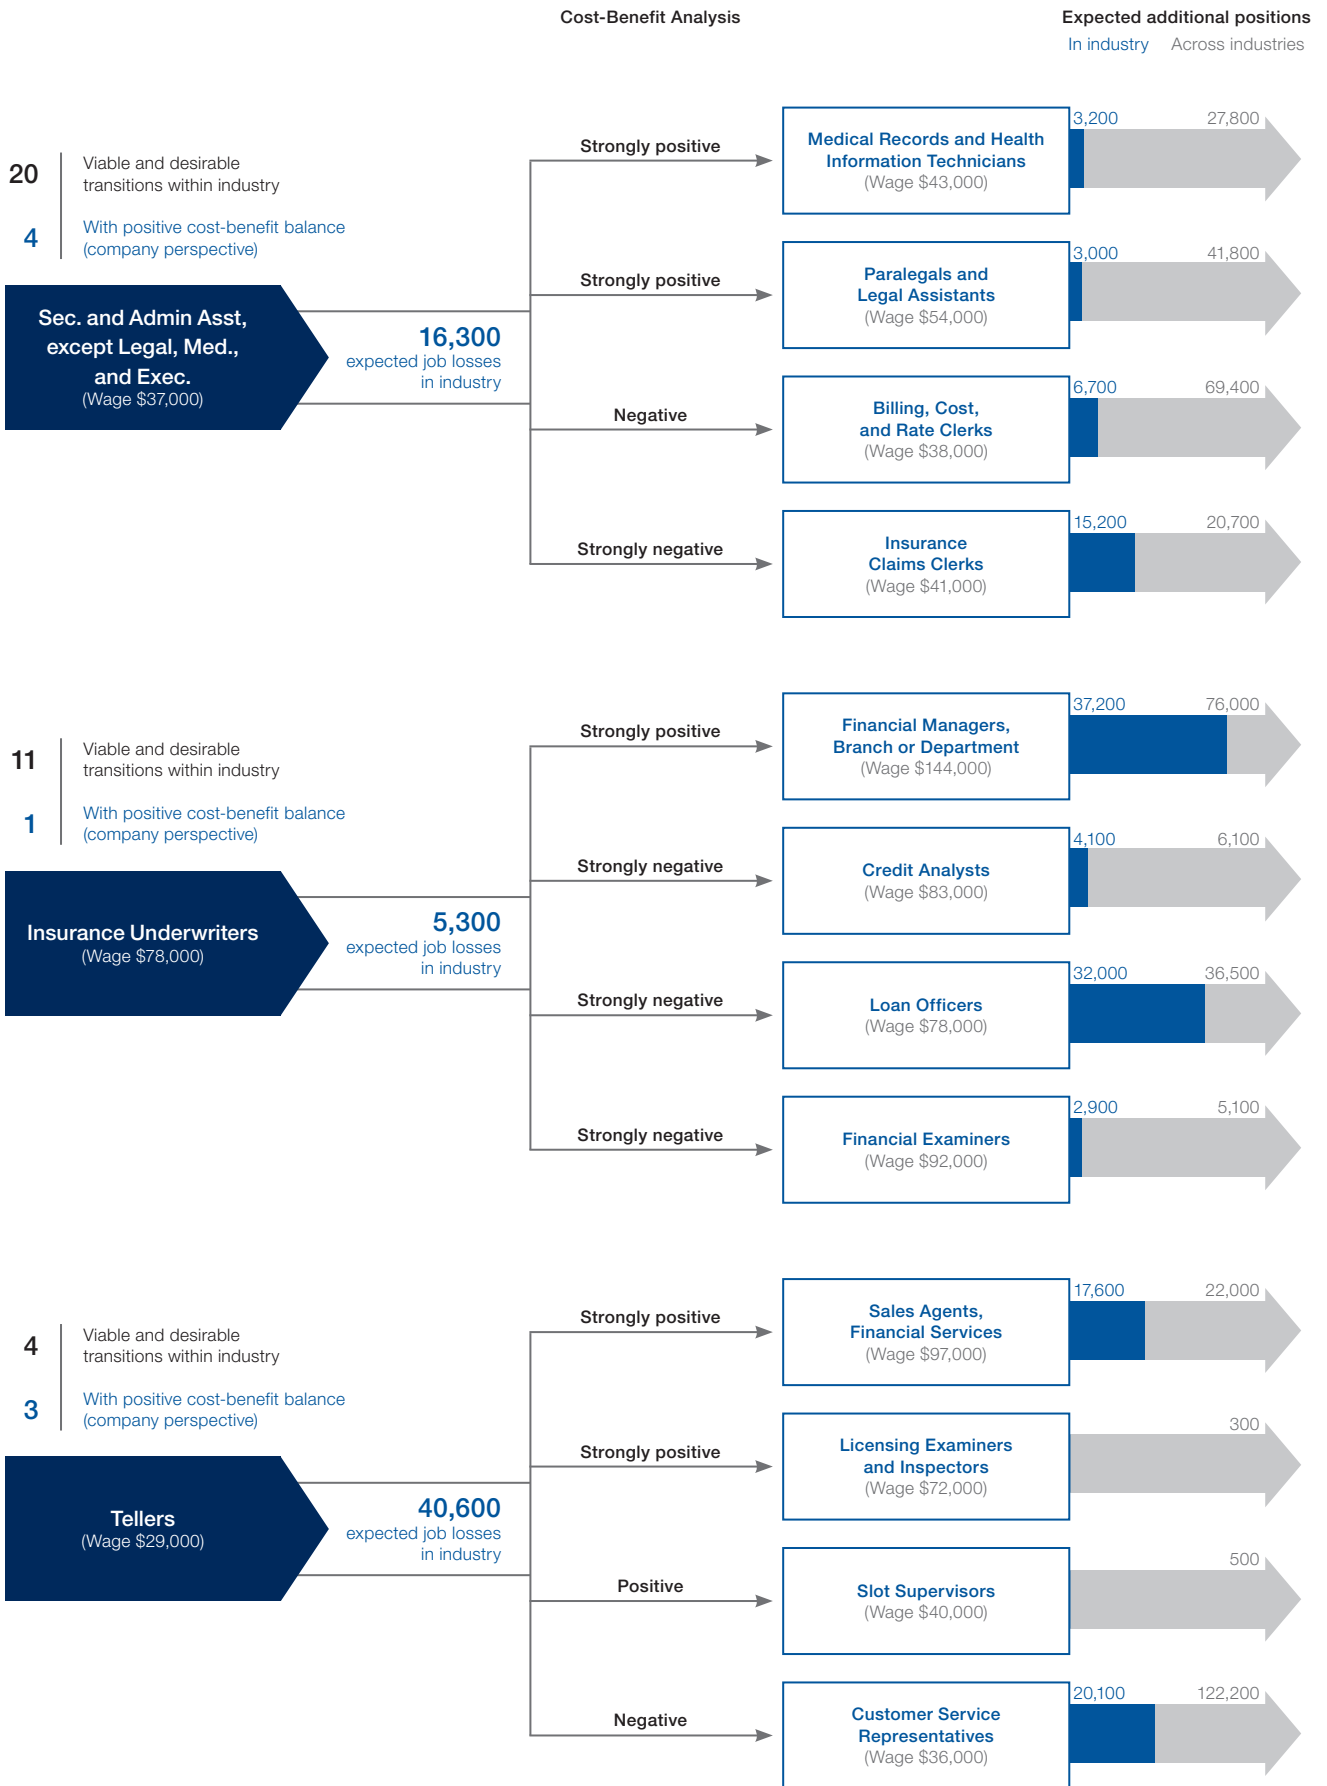 Cost-Benefit Analysis
Expected additional positions
In industry Across industries
20
Viable and desirable
transitions within industry
4
With positive cost-benefit balance
(company perspective)
Sec. and Admin Asst,
except Legal, Med.,
and Exec.
(Wage $37,000)
16,300
expected job losses
in industry
Strongly positive
Medical Records and Health
Information Technicians
(Wage $43,000)
3,200
27,800
Strongly positive
Paralegals and
Legal Assistants
(Wage $54,000)
3,000
41,800
Negative
Billing, Cost,
and Rate Clerks
(Wage $38,000)
6,700
69,400
Strongly negative
Insurance
Claims Clerks
(Wage $41,000)
15,200
20,700
11
Viable and desirable
transitions within industry
1
With positive cost-benefit balance
(company perspective)
Insurance Underwriters
(Wage $78,000)
5,300
expected job losses
in industry
Strongly positive
Financial Managers,
Branch or Department
(Wage $144,000)
37,200
76,000
Strongly negative
Credit Analysts
(Wage $83,000)
4,100
6,100
Strongly negative
Loan Officers
(Wage $78,000)
32,000
36,500
Strongly negative
Financial Examiners
(Wage $92,000)
2,900
5,100
4
Viable and desirable
transitions within industry
3
With positive cost-benefit balance
(company perspective)
Tellers
(Wage $29,000)
40,600
expected job losses
in industry
Strongly positive
Sales Agents,
Financial Services
(Wage $97,000)
17,600
22,000
Strongly positive
Licensing Examiners
and Inspectors
(Wage $72,000)
300
Positive
Slot Supervisors
(Wage $40,000)
500
Negative
Customer Service
Representatives
(Wage $36,000)
20,100
122,200